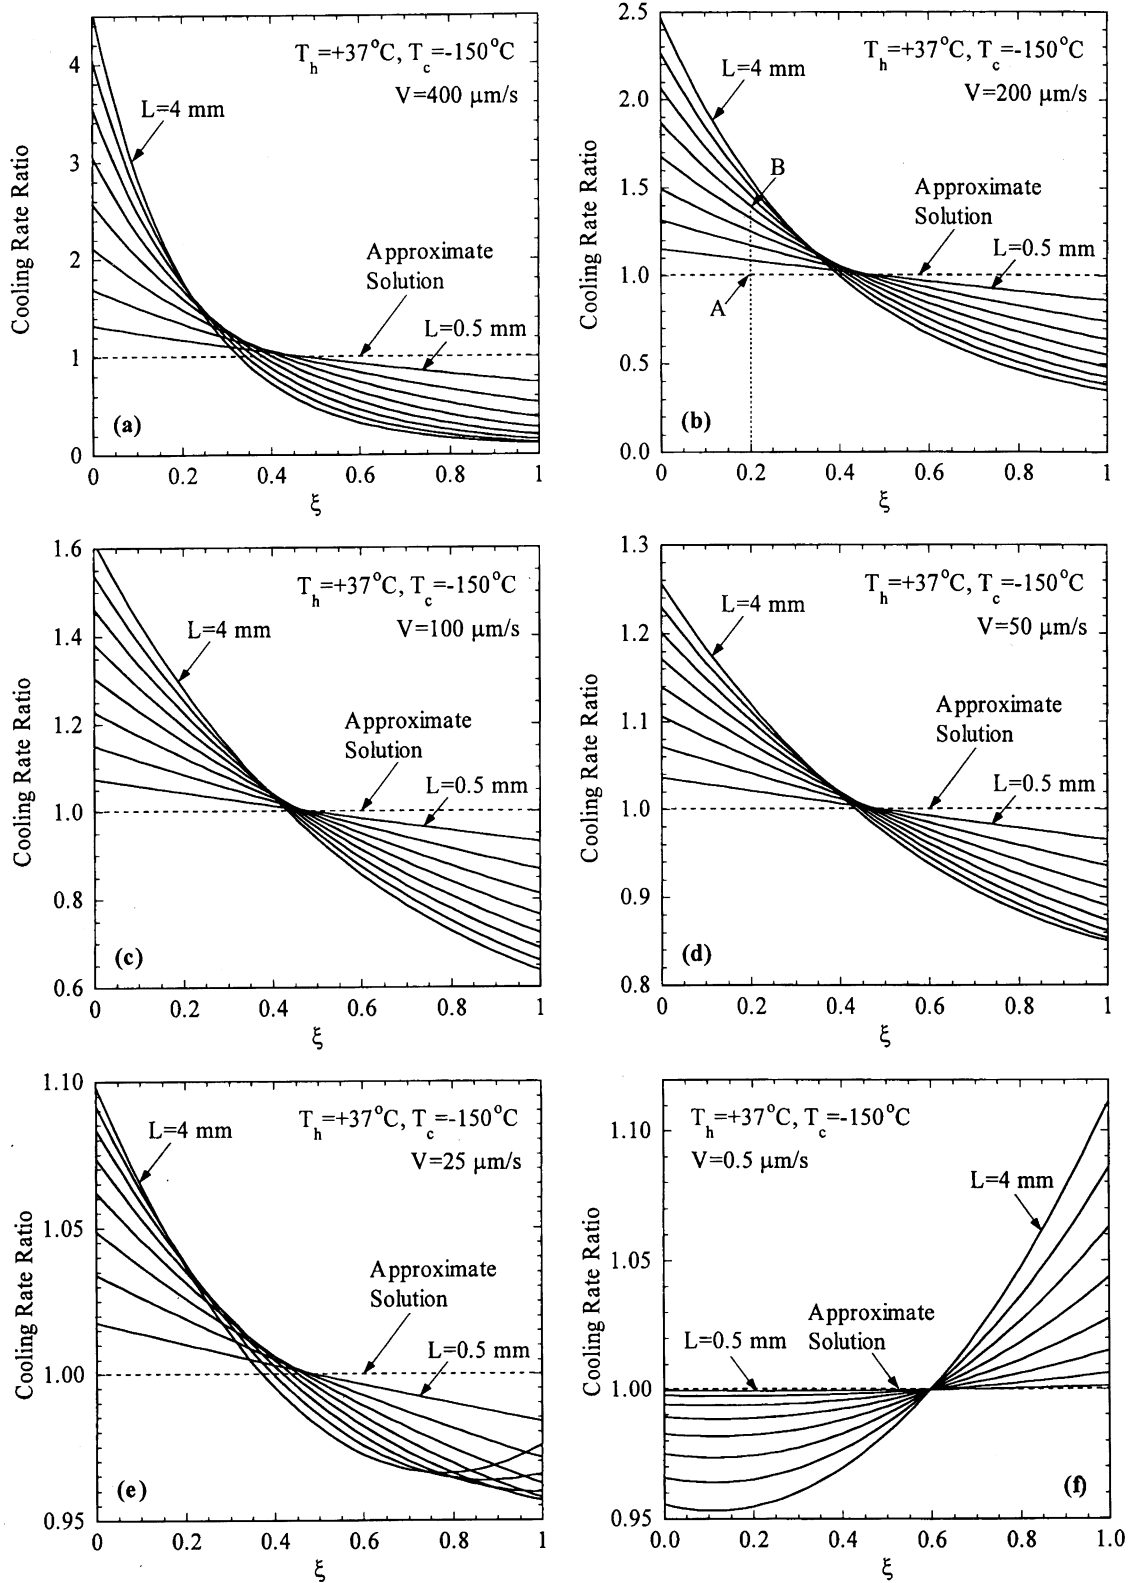 T_h=+37°C, T_c=-150°C
V=400 μm/s
L=4 mm
Approximate
Solution
L=0.5 mm
(a)
Cooling Rate Ratio
4
3
2
1
0
0 0.2 0.4 0.6 0.8 1
ξ
T_h=+37°C, T_c=-150°C
V=200 μm/s
L=4 mm
B
Approximate
Solution
L=0.5 mm
A
(b)
Cooling Rate Ratio
2.5
2.0
1.5
1.0
0.5
0.0
0 0.2 0.4 0.6 0.8 1
ξ
T_h=+37°C, T_c=-150°C
V=100 μm/s
L=4 mm
Approximate
Solution
L=0.5 mm
(c)
Cooling Rate Ratio
1.6
1.4
1.2
1.0
0.8
0.6
0 0.2 0.4 0.6 0.8 1
ξ
T_h=+37°C, T_c=-150°C
V=50 μm/s
L=4 mm
Approximate
Solution
L=0.5 mm
(d)
Cooling Rate Ratio
1.3
1.2
1.1
1.0
0.9
0.8
0 0.2 0.4 0.6 0.8 1
ξ
T_h=+37°C, T_c=-150°C
V=25 μm/s
L=4 mm
Approximate
Solution
L=0.5 mm
(e)
Cooling Rate Ratio
1.10
1.05
1.00
0.95
0 0.2 0.4 0.6 0.8 1
ξ
T_h=+37°C, T_c=-150°C
V=0.5 μm/s
L=4 mm
Approximate
Solution
L=0.5 mm
(f)
Cooling Rate Ratio
1.10
1.05
1.00
0.95
0.0 0.2 0.4 0.6 0.8 1.0
ξ